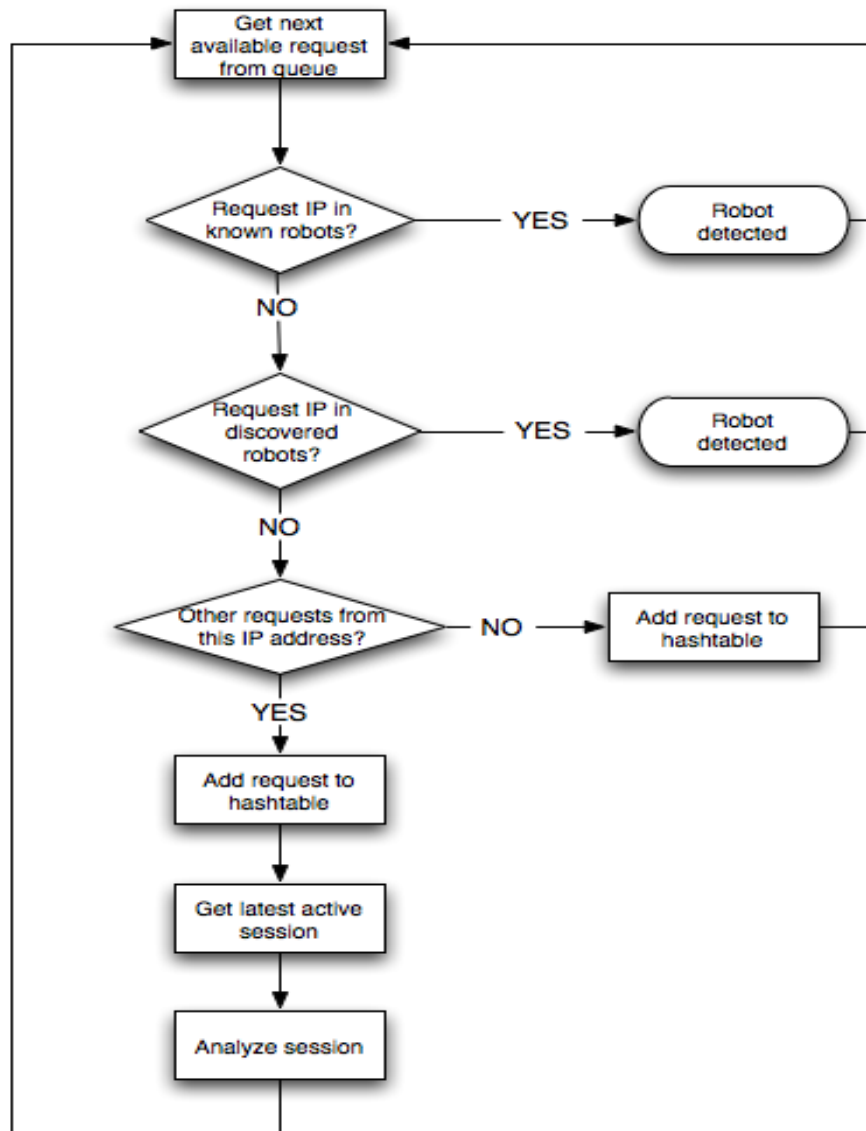 Get next
available request
from queue
Request IP in
known robots?
YES
Robot
detected
NO
Request IP in
discovered
robots?
YES
Robot
detected
NO
Other requests from
this IP address?
NO
Add request to
hashtable
YES
Add request to
hashtable
Get latest active
session
Analyze session